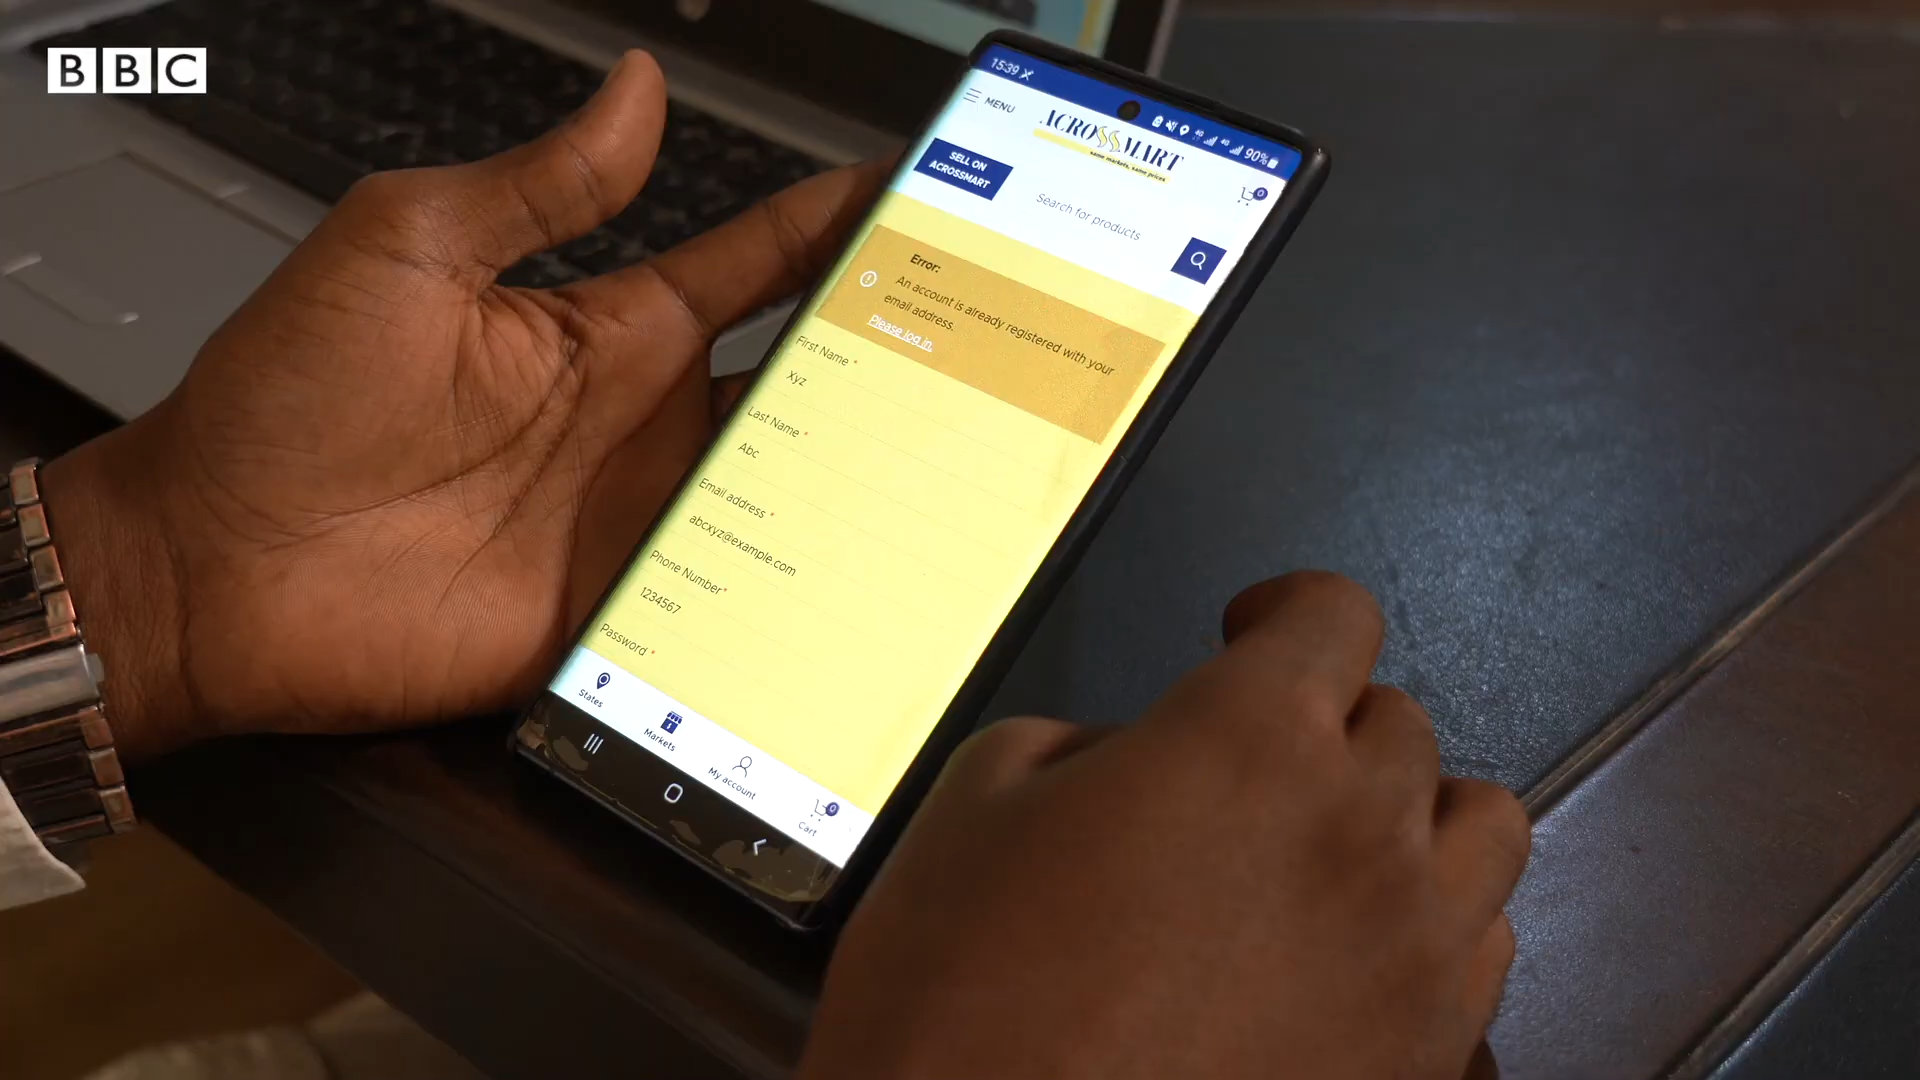 BBC
15:39
4G 4G 90%
MENU
ACROSSMART
same markets, same prices
SELL ON
ACROSSMART
0
Search for products
Error:
An account is already registered with your
email address.
Please log in.
First Name *
Xyz
Last Name *
Abc
Email address *
abcxyz@example.com
Phone Number*
1234567
Password *
States
Markets
My account
0
Cart